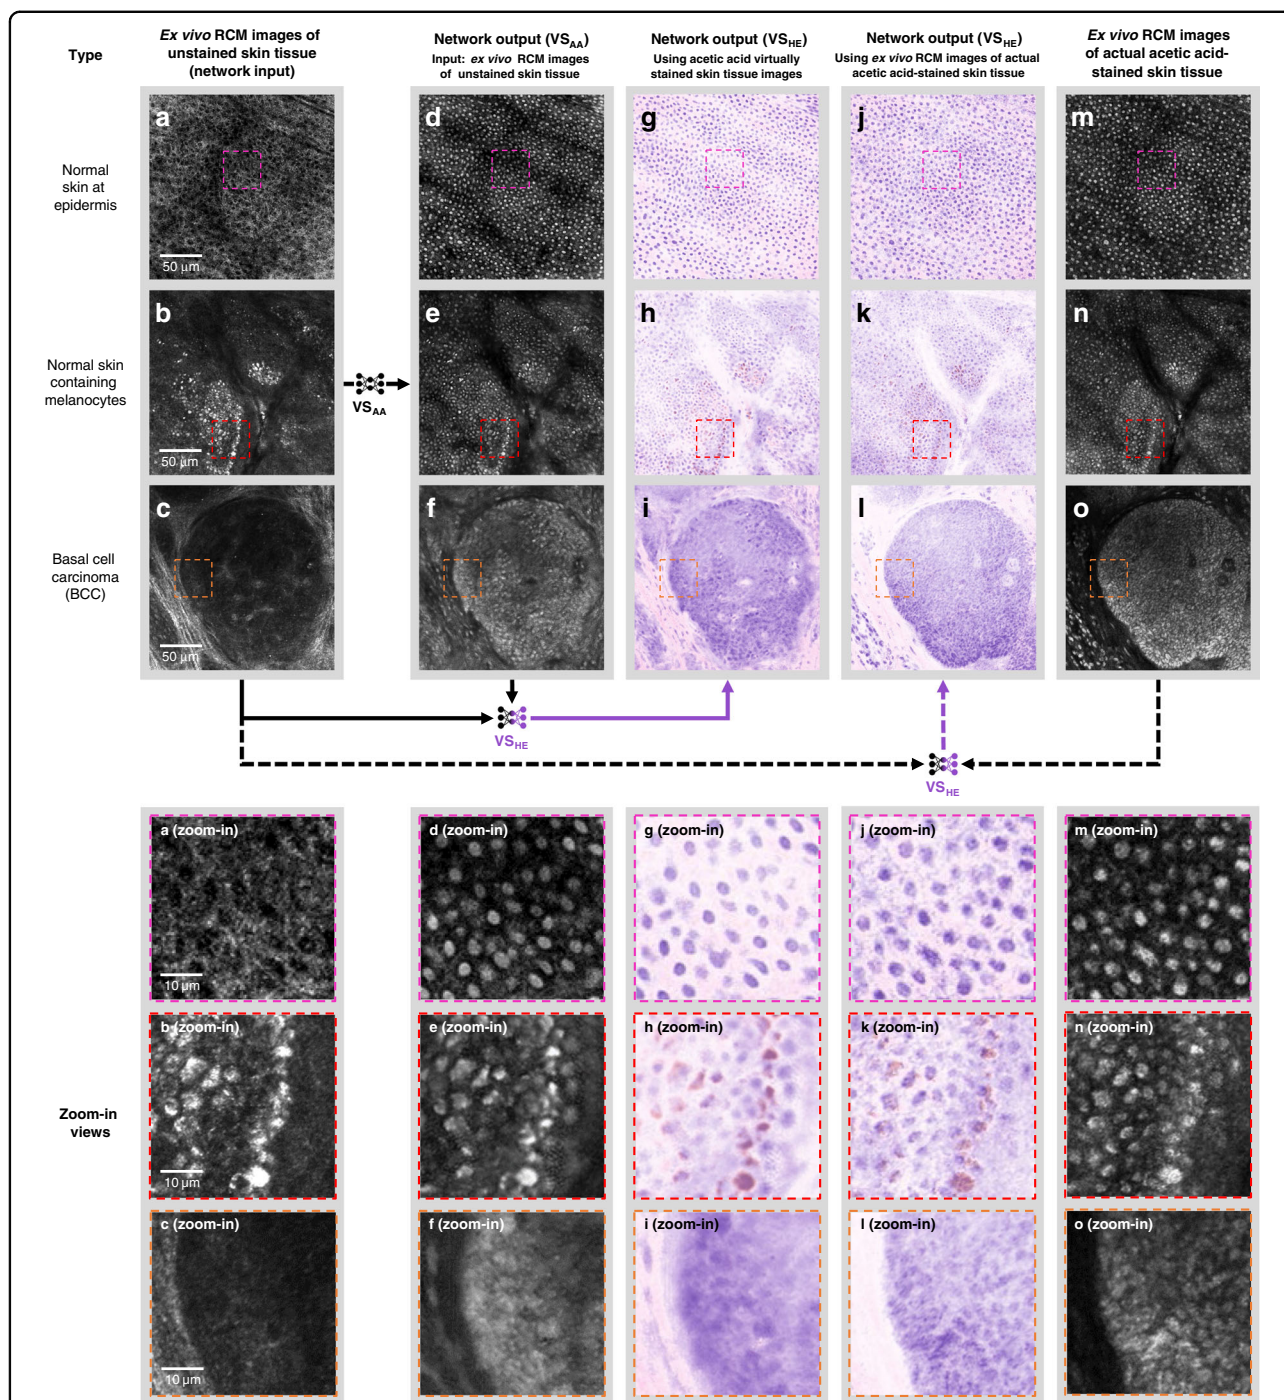 Type
Ex vivo RCM images of
unstained skin tissue
(network input)
Network output (VSAA)
Input: ex vivo RCM images
of unstained skin tissue
Network output (VSHE)
Using acetic acid virtually
stained skin tissue images
Network output (VSHE)
Using ex vivo RCM images of actual
acetic acid-stained skin tissue
Ex vivo RCM images
of actual acetic acid-
stained skin tissue
Normal
skin at
epidermis
a
50 µm
d
g
j
m
Normal skin
containing
melanocytes
b
50 µm
VSAA
e
h
k
n
Basal cell
carcinoma
(BCC)
c
50 µm
f
i
l
o
VSHE
VSHE
Zoom-in
views
a (zoom-in)
10 µm
d (zoom-in)
g (zoom-in)
j (zoom-in)
m (zoom-in)
b (zoom-in)
10 µm
e (zoom-in)
h (zoom-in)
k (zoom-in)
n (zoom-in)
c (zoom-in)
10 µm
f (zoom-in)
i (zoom-in)
l (zoom-in)
o (zoom-in)